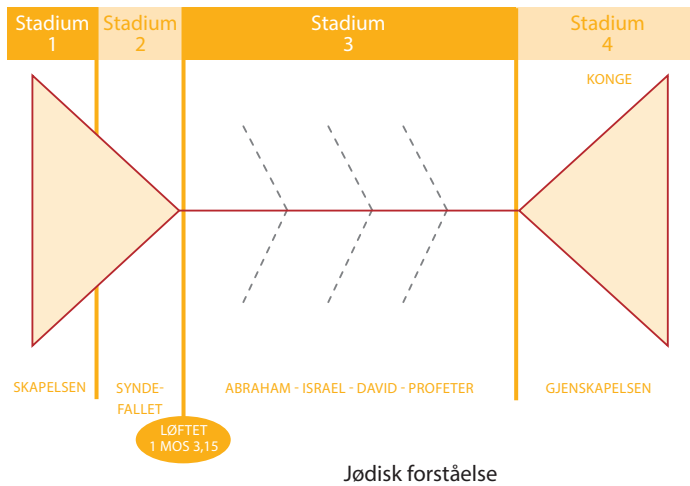 Stadium
1
Stadium
2
Stadium
3
Stadium
4
KONGE
SKAPELSEN
SYNDE-
FALLET
ABRAHAM - ISRAEL - DAVID - PROFETER
GJENSKAPELSEN
LØFTET
1 MOS 3,15
Jødisk forståelse